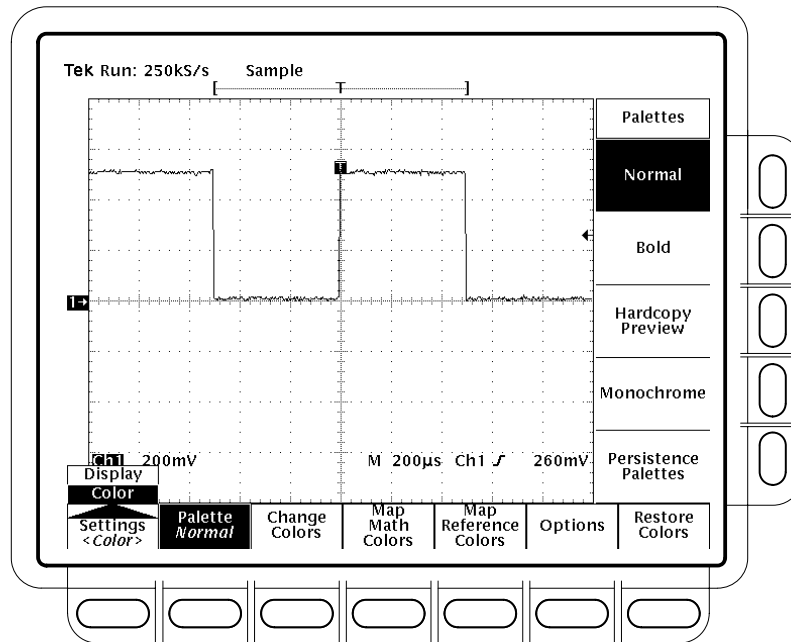 Tek Run: 250kS/s Sample
[ T ]
Palettes
Normal
T
Bold
1→
Hardcopy
Preview
Monochrome
Ch1 200mV M 200µs Ch1 260mV
Persistence
Palettes
Display
Color
Settings
<Color>
Palette
Normal
Change
Colors
Map
Math
Colors
Map
Reference
Colors
Options
Restore
Colors